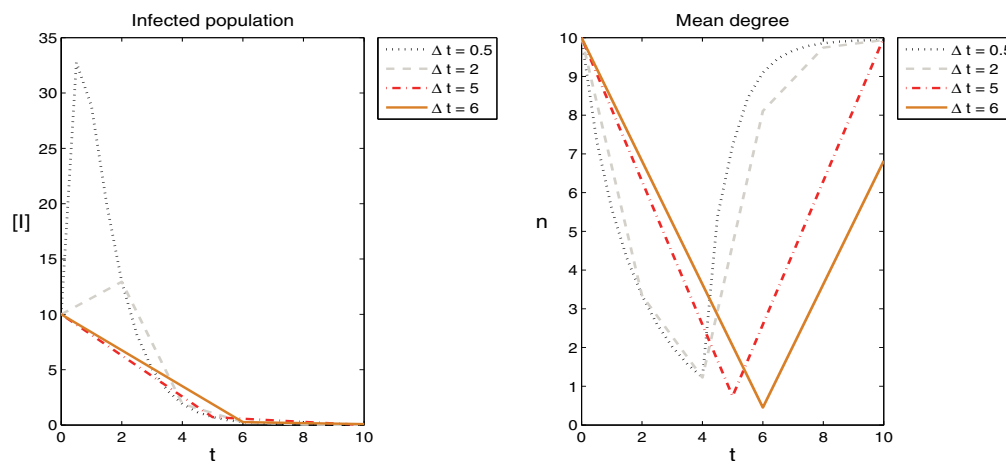 Infected population
35
30
25
20
15
10
5
0
[I]
0 2 4 6 8 10
t
Δ t = 0.5
Δ t = 2
Δ t = 5
Δ t = 6
Mean degree
10
9
8
7
6
5
4
3
2
1
0
n
0 2 4 6 8 10
t
Δ t = 0.5
Δ t = 2
Δ t = 5
Δ t = 6